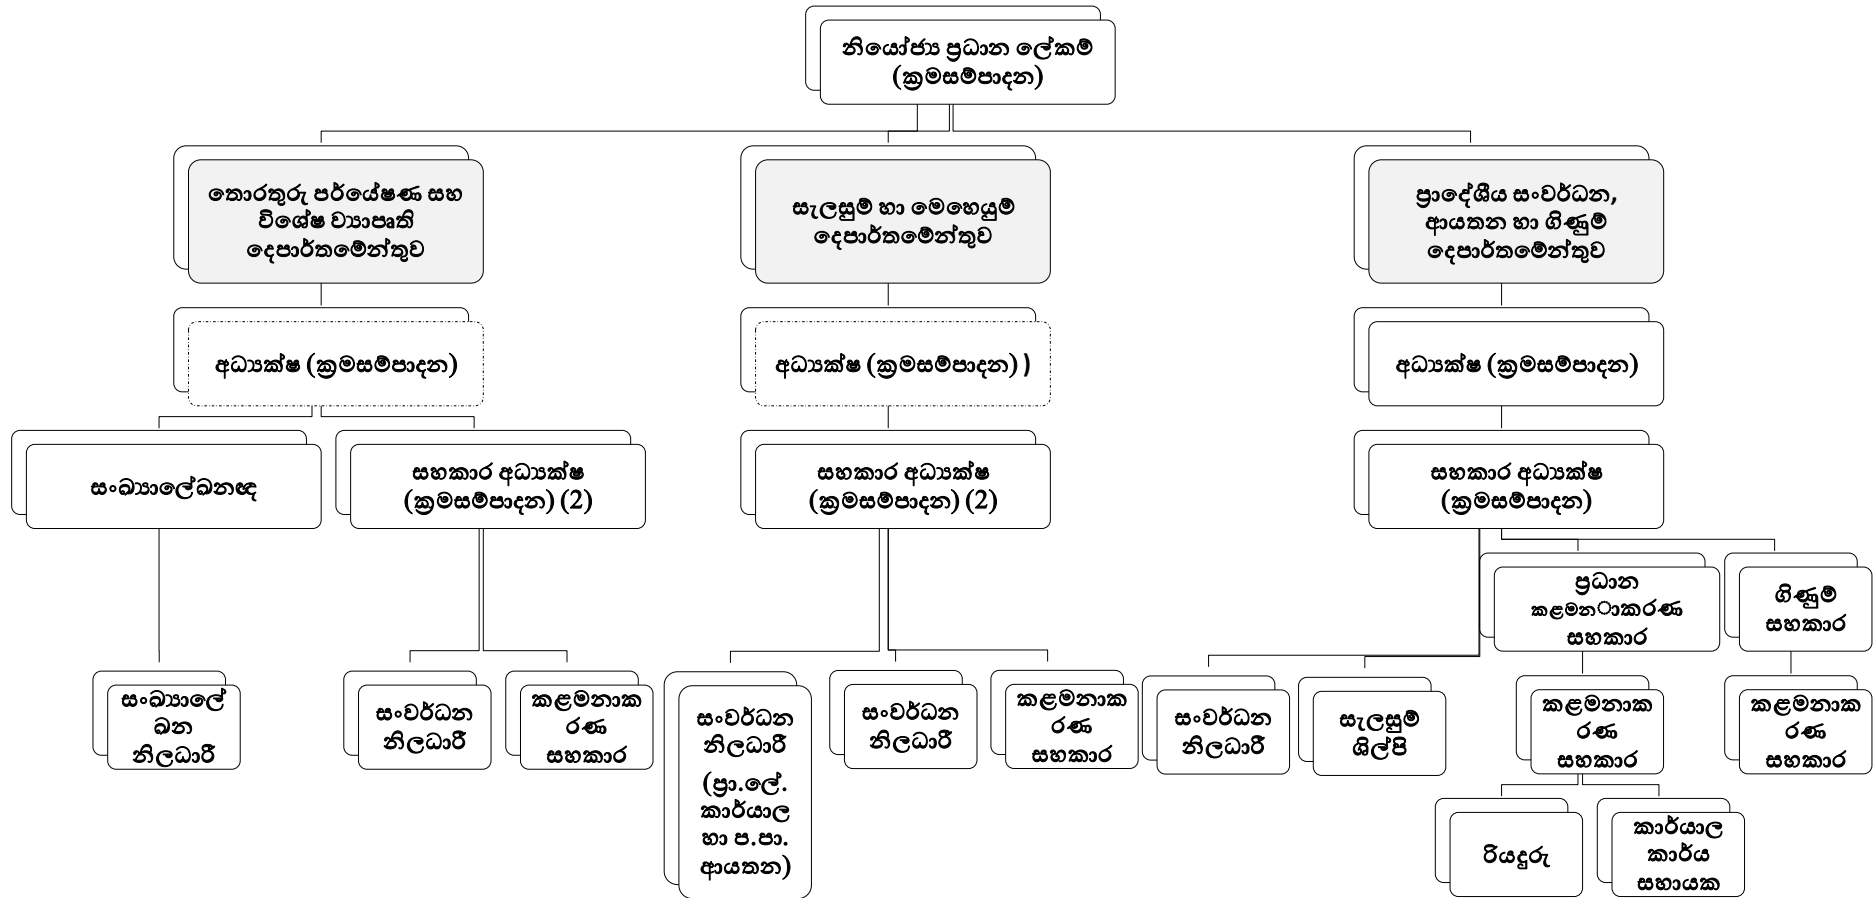 නියෝජ්‍ය ප්‍රධාන ලේකම්
(ක්‍රමසම්පාදන)
තොරතුරු පර්යේෂණ සහ
විශේෂ ව්‍යාපෘති
දෙපාර්තමේන්තුව
සැලසුම් හා මෙහෙයුම්
දෙපාර්තමේන්තුව
ප්‍රාදේශීය සංවර්ධන,
ආයතන හා ගිණුම්
දෙපාර්තමේන්තුව
අධ්‍යක්ෂ (ක්‍රමසම්පාදන)
අධ්‍යක්ෂ (ක්‍රමසම්පාදන) )
අධ්‍යක්ෂ (ක්‍රමසම්පාදන)
සංඛ්‍යාලේඛනඥ
සහකාර අධ්‍යක්ෂ
(ක්‍රමසම්පාදන) (2)
සහකාර අධ්‍යක්ෂ
(ක්‍රමසම්පාදන) (2)
සහකාර අධ්‍යක්ෂ
(ක්‍රමසම්පාදන)
ප්‍රධාන
කළමන◌ාකරණ
සහකාර
ගිණුම්
සහකාර
සංඛ්‍යාලේ
ඛන
නිලධාරී
සංවර්ධන
නිලධාරී
කළමනාක
රණ
සහකාර
සංවර්ධන
නිලධාරී
(ප්‍රා.ලේ.
කාර්යාල
හා ප.පා.
ආයතන)
සංවර්ධන
නිලධාරී
කළමනාක
රණ
සහකාර
සංවර්ධන
නිලධාරී
සැලසුම්
ශිල්පි
කළමනාක
රණ
සහකාර
කළමනාක
රණ
සහකාර
රියදුරු
කාර්යාල
කාර්ය
සහායක